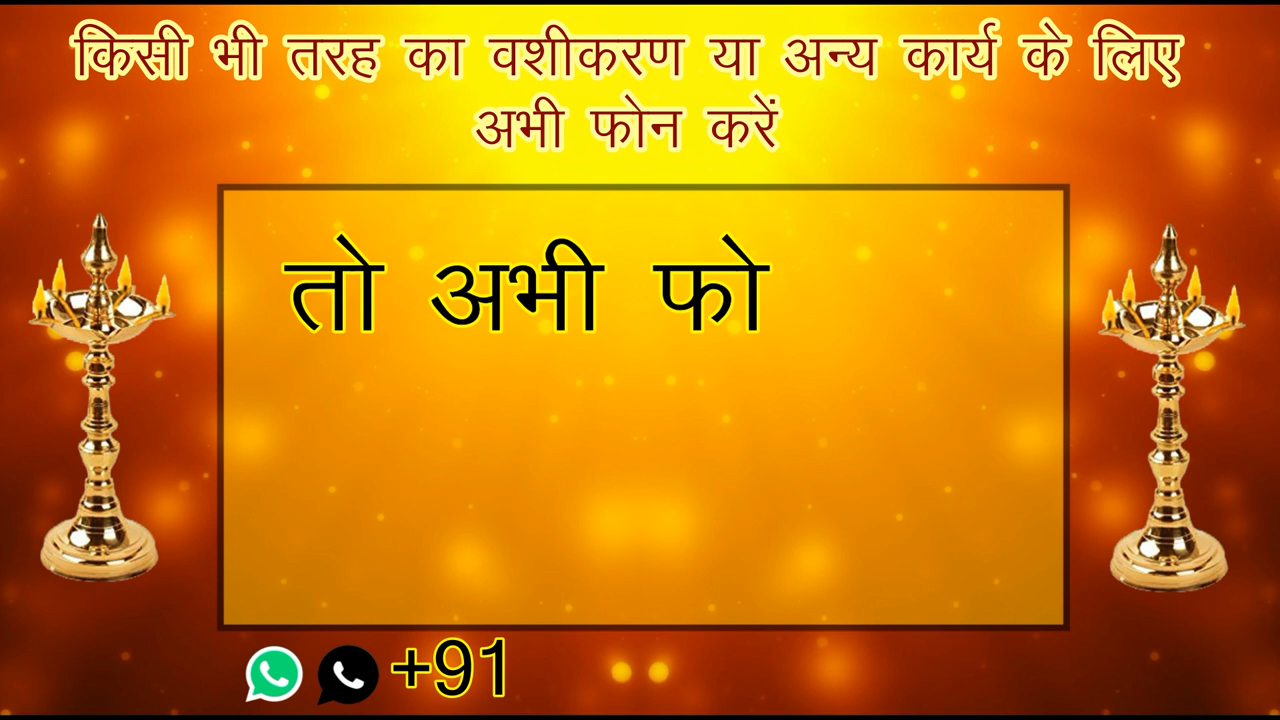 किसी भी तरह का वशीकरण या अन्य कार्य के लिए
अभी फोन करें
तो अभी फो
+91